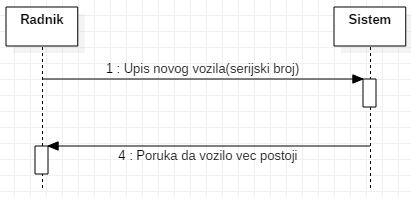 Radnik
Sistem
1 : Upis novog vozila(serijski broj)
4 : Poruka da vozilo vec postoji